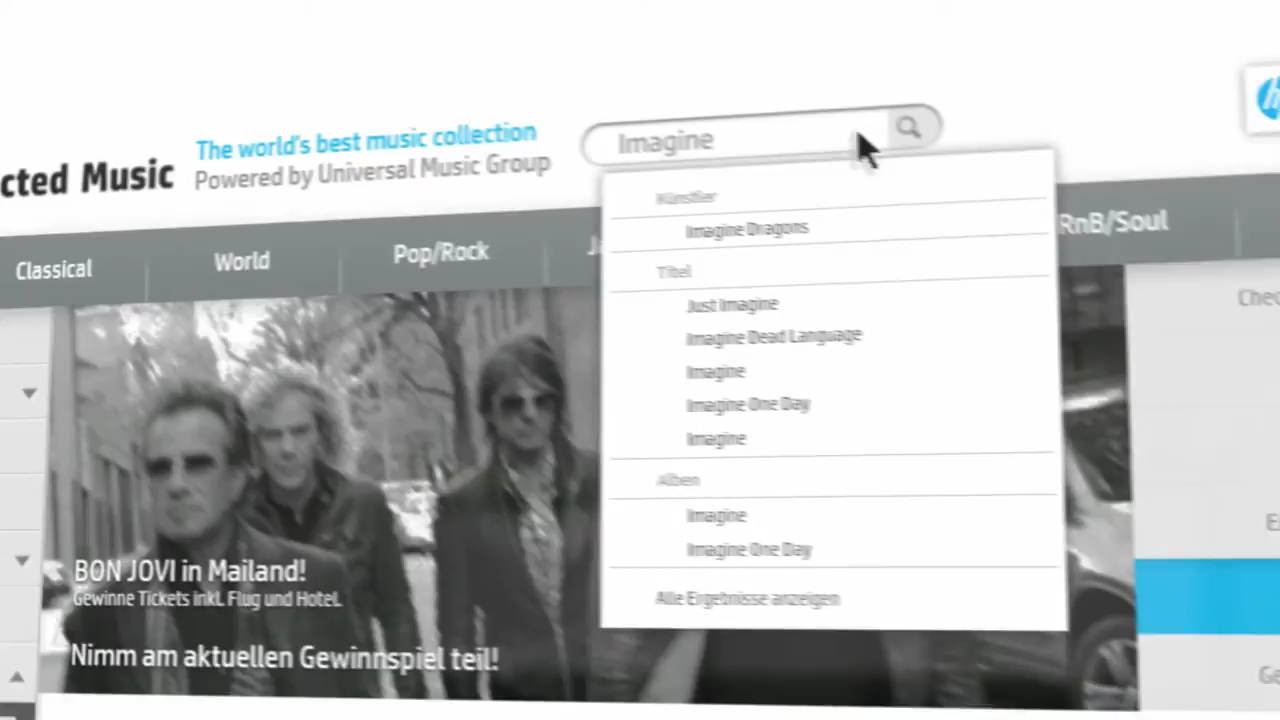 The world's best music collection
cted Music
Powered by Universal Music Group
Imagine
hp
Classical
World
Pop/Rock
RnB/Soul
Künstler
Imagine Dragons
Titel
Just Imagine
Imagine Dead Language
Imagine
Imagine One Day
Imagine
Alben
Imagine
Imagine One Day
Alle Ergebnisse anzeigen
BON JOVI in Mailand!
Gewinne Tickets inkl. Flug und Hotel.
Nimm am aktuellen Gewinnspiel teil!